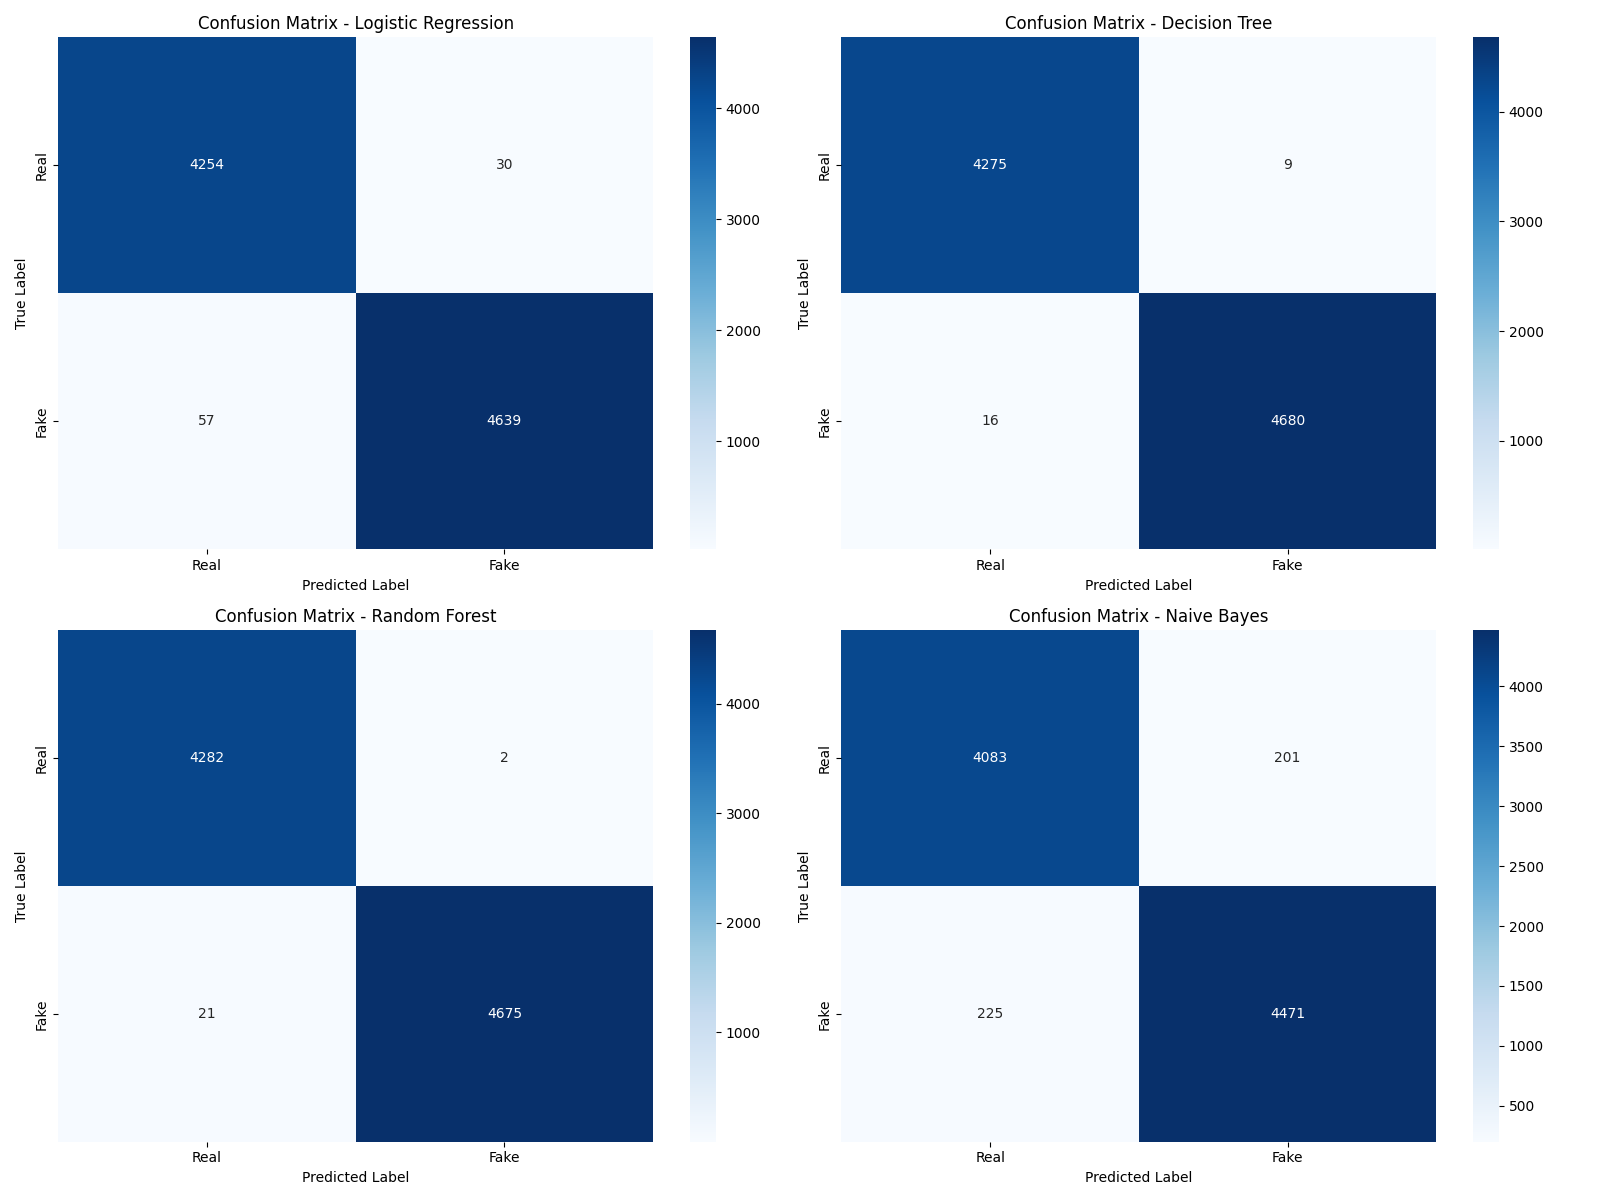 Confusion Matrix - Logistic Regression
Real
4254
30
4000
3000
True Label
2000
Fake
57
4639
1000
Real
Fake
Predicted Label
Confusion Matrix - Decision Tree
Real
4275
9
4000
3000
True Label
2000
Fake
16
4680
1000
Real
Fake
Predicted Label
Confusion Matrix - Random Forest
Real
4282
2
4000
3000
True Label
2000
Fake
21
4675
1000
Real
Fake
Predicted Label
Confusion Matrix - Naive Bayes
Real
4083
201
4000
3500
3000
2500
True Label
2000
1500
Fake
225
4471
1000
500
Real
Fake
Predicted Label